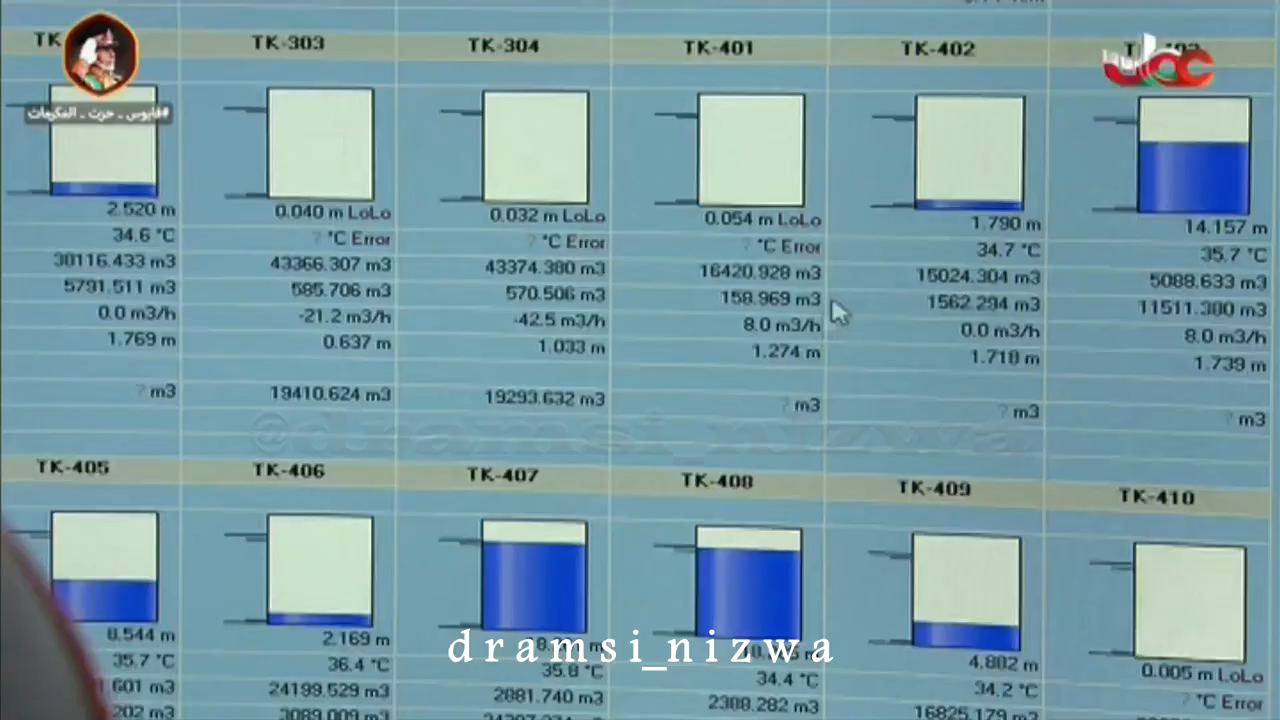 TK-303 TK-304 TK-401 TK-402
عمان
#قابوس_حزت_المكرمات
2.520 m 0.040 m LoLo 0.032 m LoLo 0.054 m LoLo 1.790 m 14.157 m
34.6 °C ? °C Error ? °C Error ? °C Error 34.7 °C 35.7 °C
30116.433 m3 43366.307 m3 43374.380 m3 16420.928 m3 15024.304 m3 5088.633 m3
5791.511 m3 585.706 m3 570.506 m3 158.969 m3 1562.294 m3 11511.300 m3
0.0 m3/h -21.2 m3/h -42.5 m3/h 8.0 m3/h 0.0 m3/h 8.0 m3/h
1.769 m 0.637 m 1.033 m 1.274 m 1.718 m 1.739 m
? m3 19410.624 m3 19293.632 m3 ? m3 ? m3 ? m3
@dramsi_nizwa
TK-405 TK-406 TK-407 TK-408 TK-409 TK-410
8.544 m 2.169 m 4.802 m 0.005 m LoLo
dramsi_nizwa
35.7 °C 36.4 °C 35.8 °C 34.4 °C 34.2 °C ? °C Error
24199.529 m3 2881.740 m3 2388.282 m3 16825.179 m3
3089.009 m3